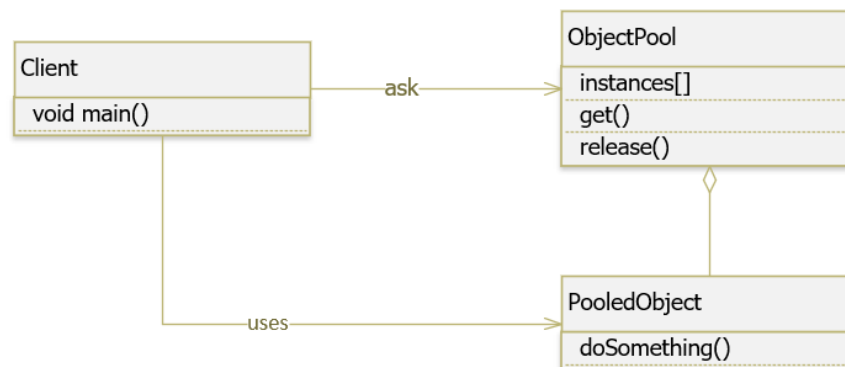 Client
void main()
ask
ObjectPool
instances[]
get()
release()
uses
PooledObject
doSomething()